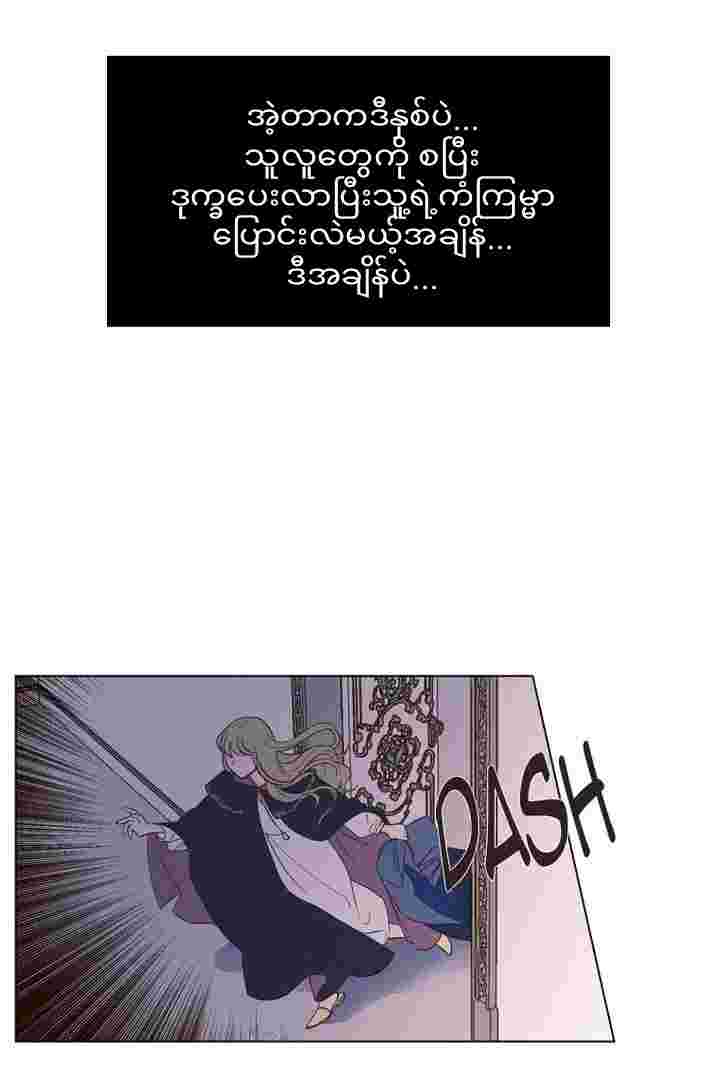 အဲ့တာကဒီနှစ်ပဲ...
သူလူတွေကို စပြီး
ဒုက္ခပေးလာပြီးသူ့ရဲ့ကံကြမ္မာ
ပြောင်းလဲမယ့်အချိန်...
ဒီအချိန်ပဲ...
DASH